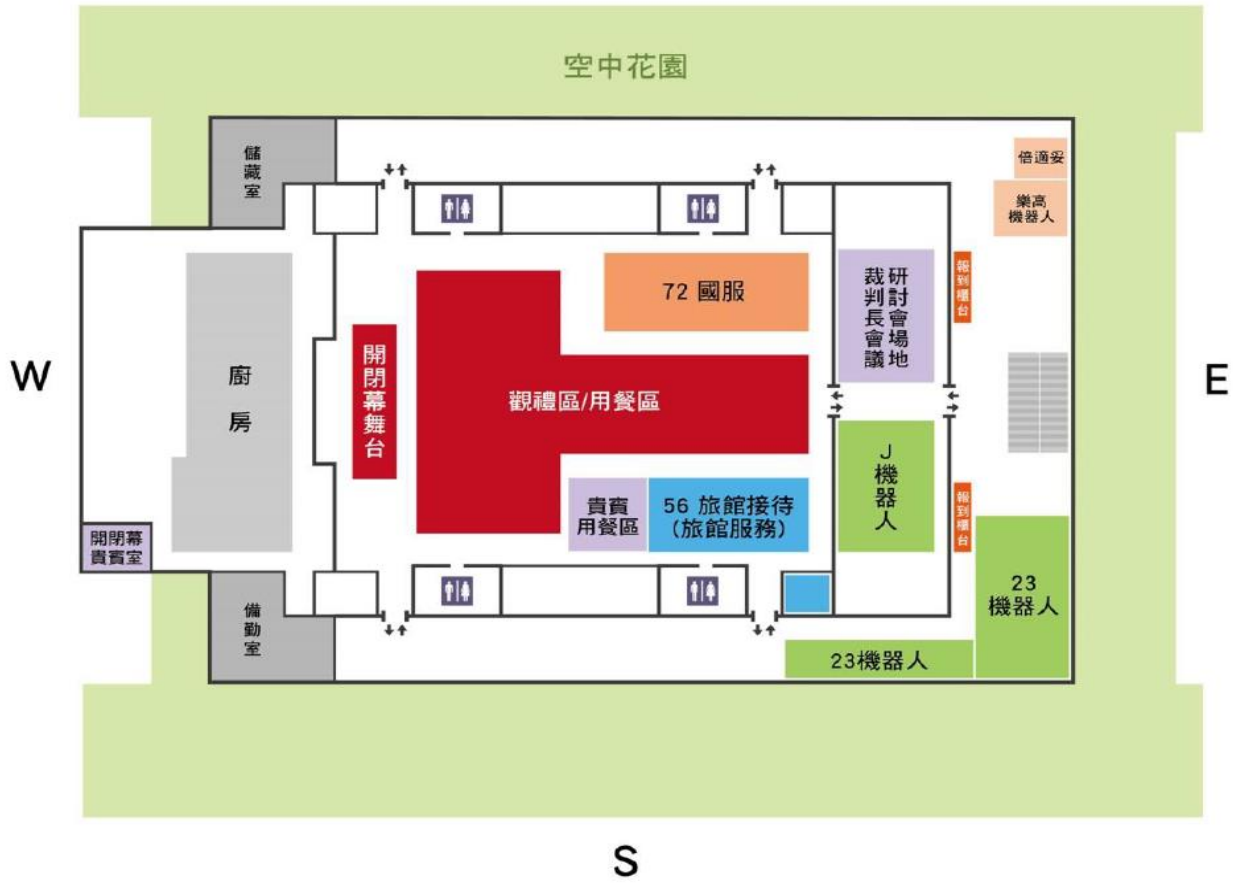 空中花園
儲藏室
倍適妥
樂高
機器人
72 國服
研討會場地
裁判長會議
報到櫃台
W
廚房
開閉幕舞台
觀禮區/用餐區
E
J機器人
貴賓
用餐區
56 旅館接待
(旅館服務)
報到櫃台
開閉幕
貴賓室
備勤室
23
機器人
23機器人
S